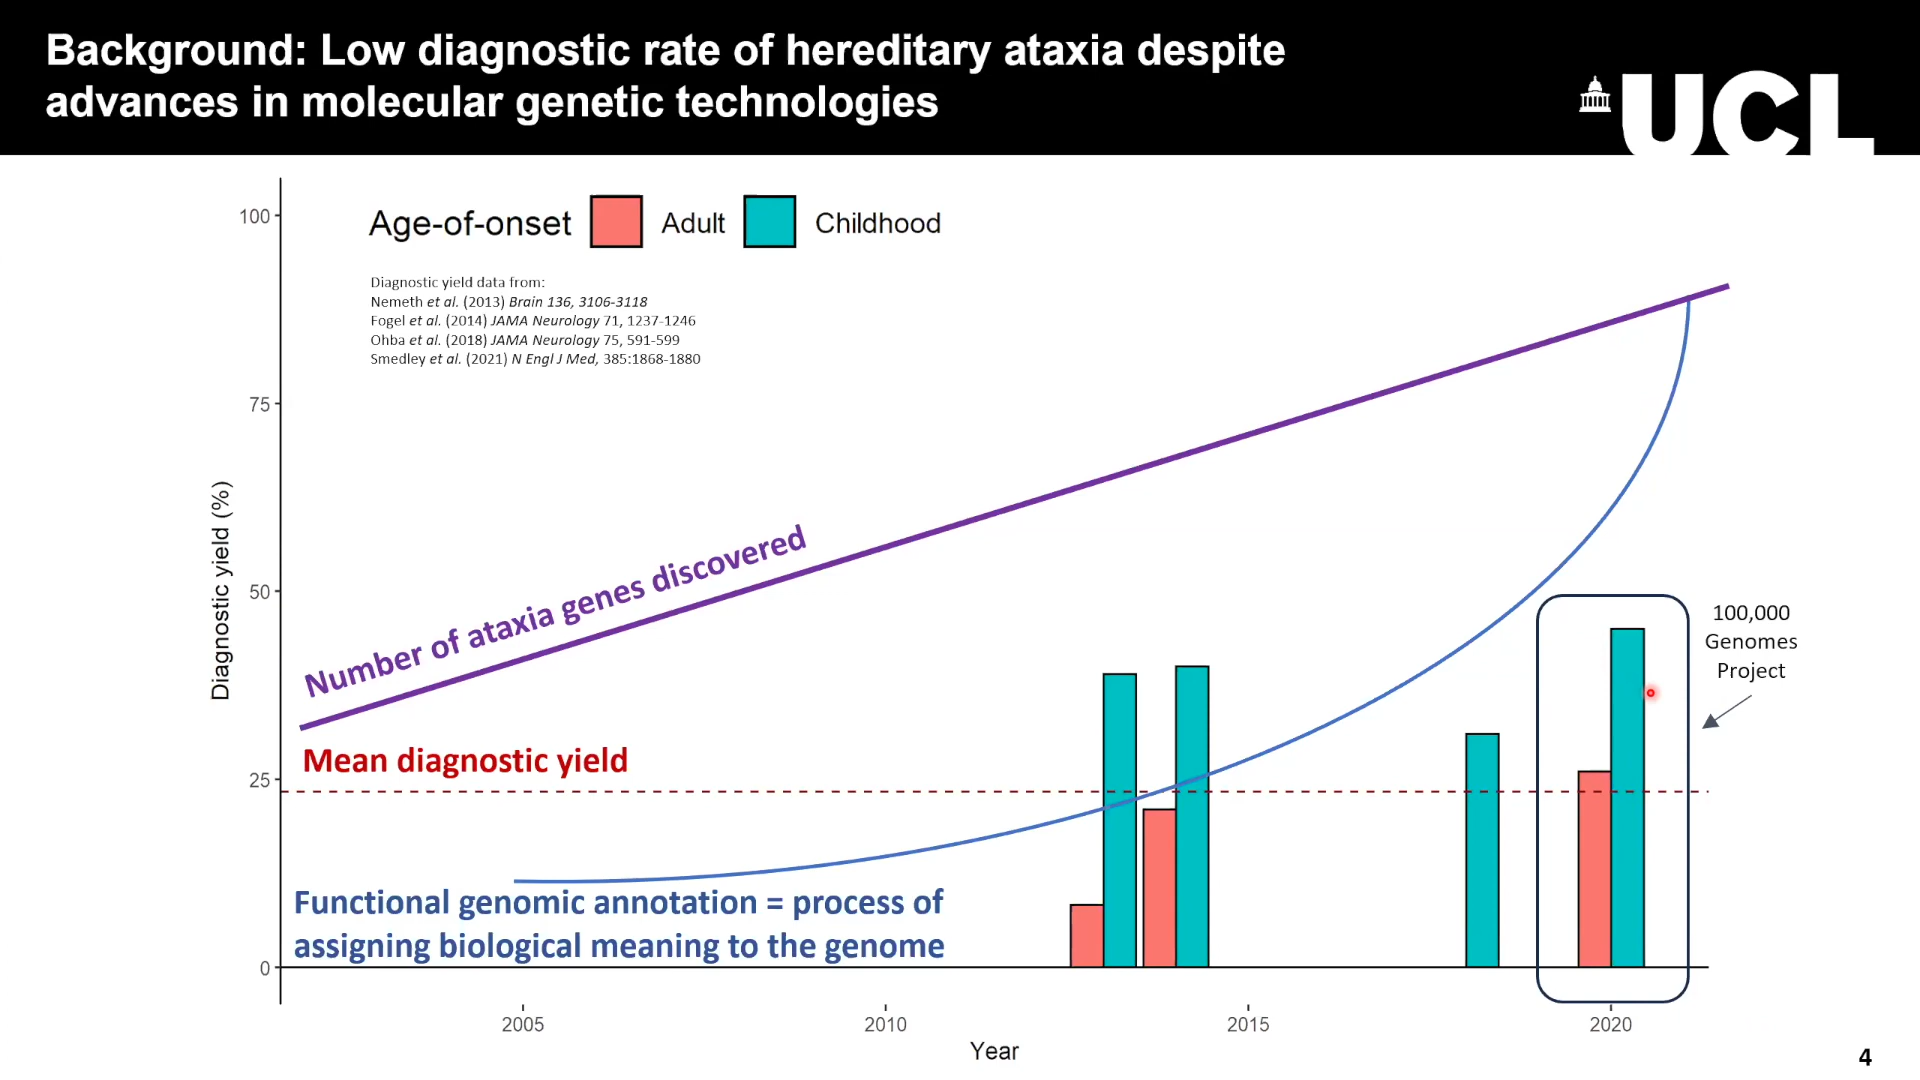 Background: Low diagnostic rate of hereditary ataxia despite
advances in molecular genetic technologies
UCL
Age-of-onset Adult Childhood
Diagnostic yield data from:
Nemeth et al. (2013) Brain 136, 3106-3118
Fogel et al. (2014) JAMA Neurology 71, 1237-1246
Ohba et al. (2018) JAMA Neurology 75, 591-599
Smedley et al. (2021) N Engl J Med, 385:1868-1880
100
75
50
25
0
Diagnostic yield (%)
Number of ataxia genes discovered
Mean diagnostic yield
Functional genomic annotation = process of
assigning biological meaning to the genome
100,000
Genomes
Project
2005 2010 2015 2020
Year
4